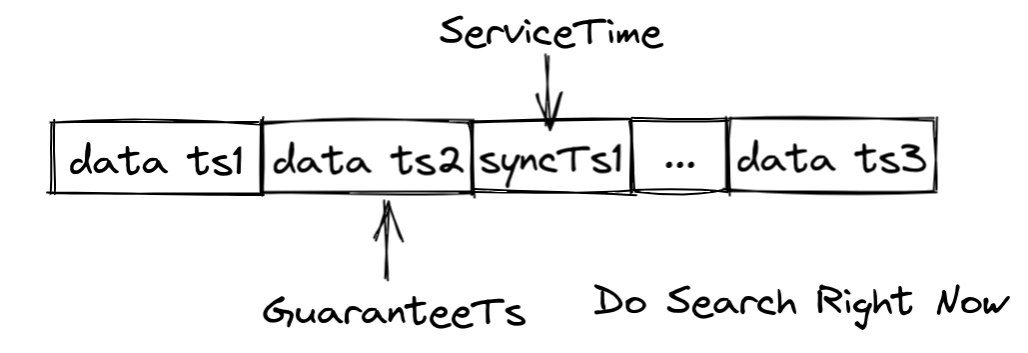 ServiceTime
data ts1 data ts2 syncTs1 ... data ts3
GuaranteeTs
Do Search Right Now